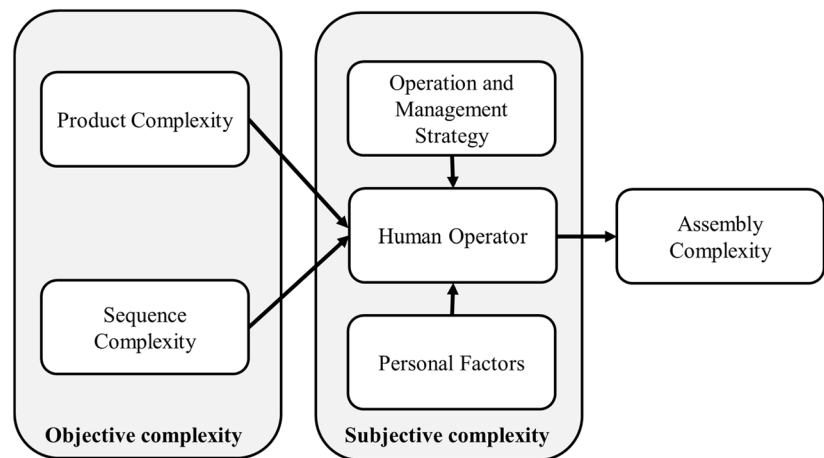 Product Complexity
Sequence
Complexity
Objective complexity
Operation and
Management
Strategy
Human Operator
Personal Factors
Subjective complexity
Assembly
Complexity